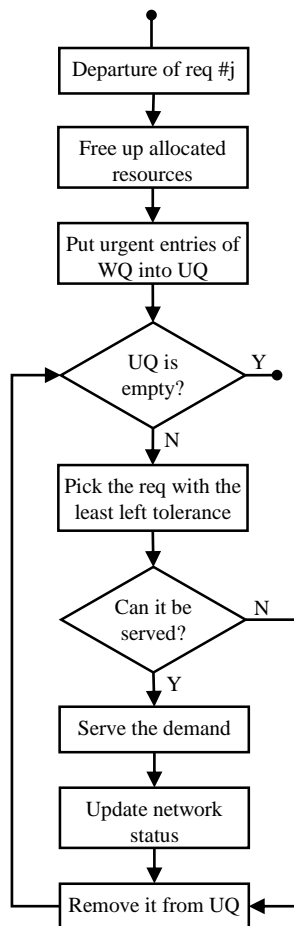 Departure of req #j
Free up allocated
resources
Put urgent entries of
WQ into UQ
UQ is
empty?
Y
N
Pick the req with the
least left tolerance
Can it be
served?
N
Y
Serve the demand
Update network
status
Remove it from UQ